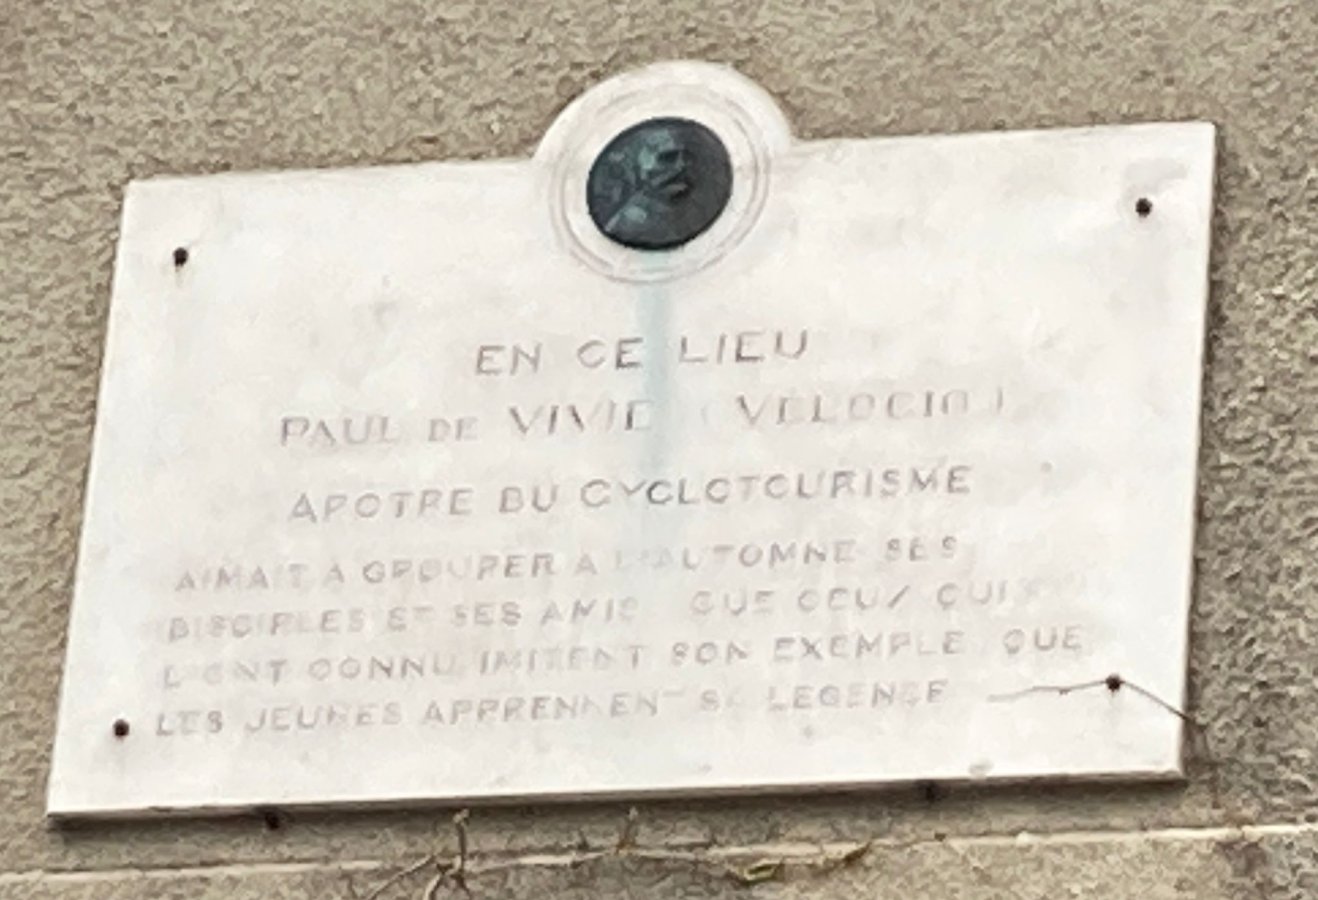 EN CE LIEU
PAUL DE VIVIE (VELOCIO)
APOTRE DU CYCLOTOURISME
AIMAIT A GROUPER A L'AUTOMNE SES
DISCIPLES ET SES AMIS QUE CEUX QUI
L'ONT CONNU IMITENT SON EXEMPLE QUE
LES JEUNES APPRENNENT SA LEGENDE